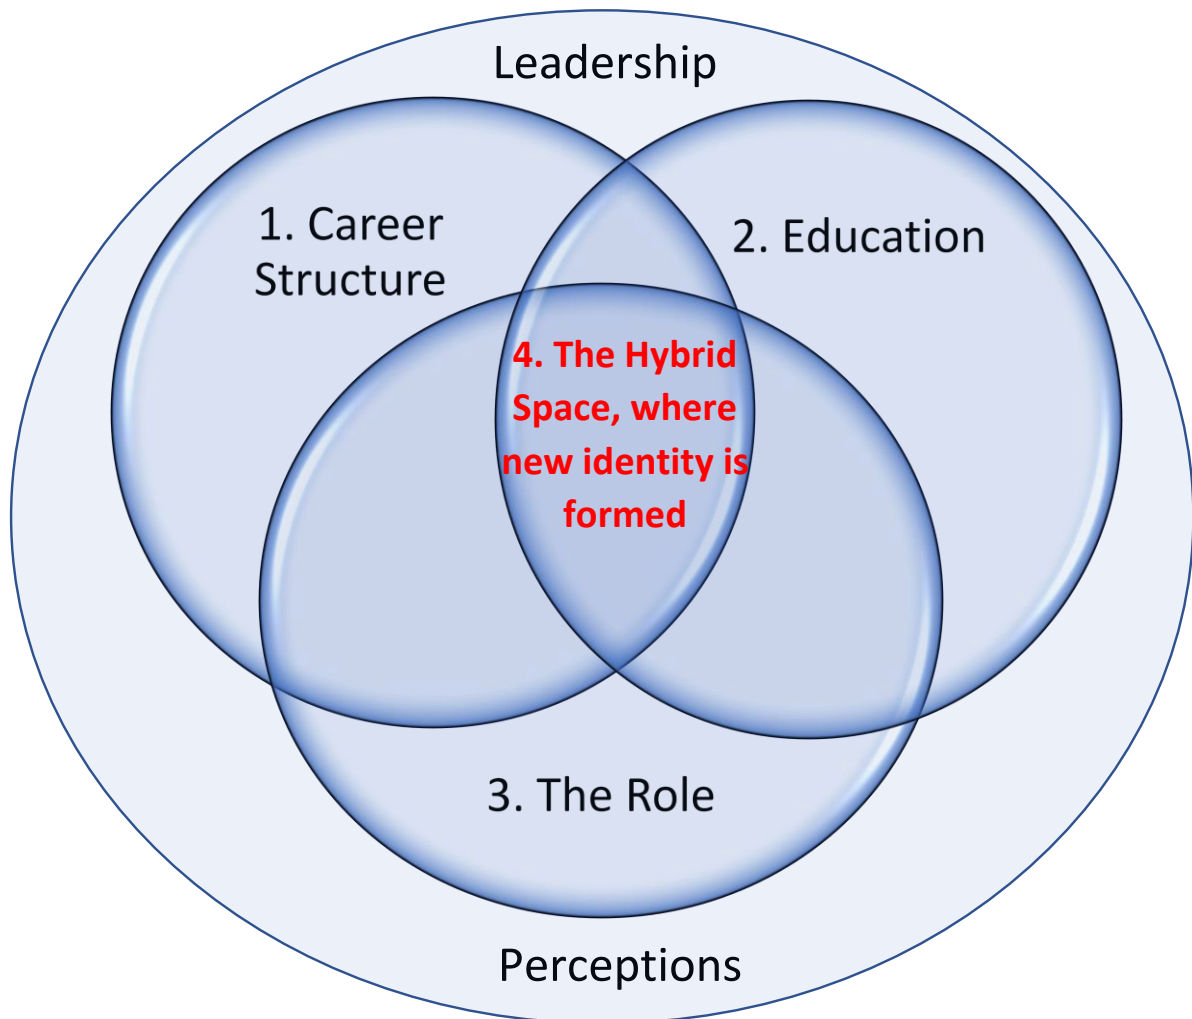 Leadership
1. Career
Structure
2. Education
4. The Hybrid
Space, where
new identity is
formed
3. The Role
Perceptions